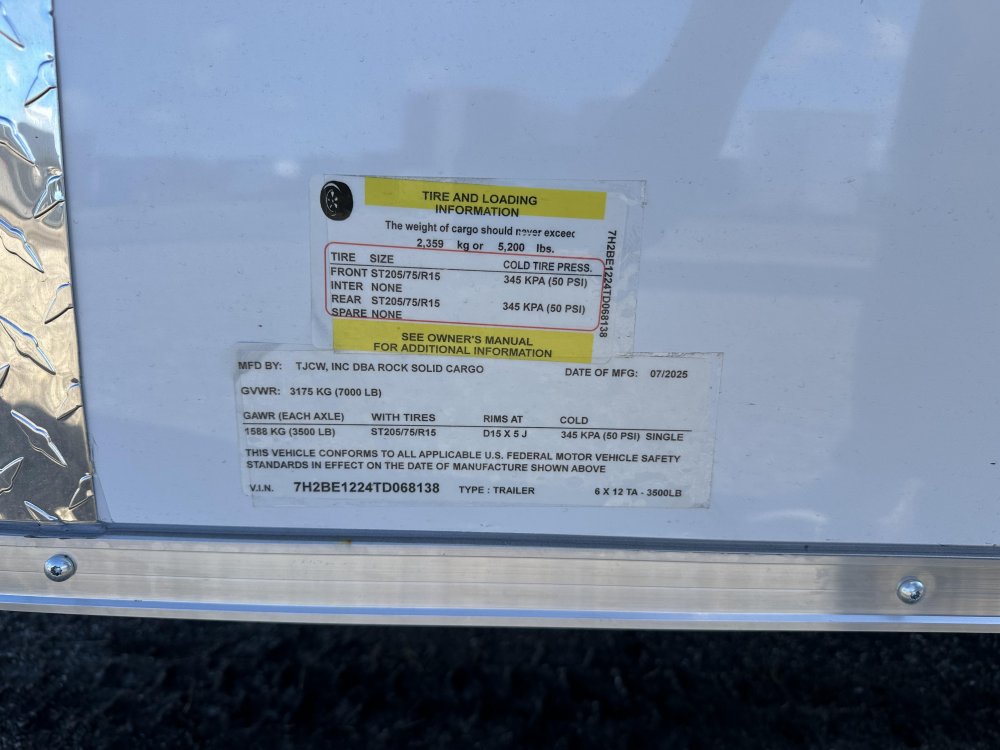 TIRE AND LOADING
INFORMATION
The weight of cargo should never exceed
2,359 kg or 5,200 lbs.
TIRE SIZE COLD TIRE PRESS.
FRONT ST205/75/R15 345 KPA (50 PSI)
INTER NONE
REAR ST205/75/R15 345 KPA (50 PSI)
SPARE NONE
SEE OWNER'S MANUAL
FOR ADDITIONAL INFORMATION
7H2BE1224TD068138
MFD BY: TJCW, INC DBA ROCK SOLID CARGO DATE OF MFG: 07/2025
GVWR: 3175 KG (7000 LB)
GAWR (EACH AXLE) WITH TIRES RIMS AT COLD
1588 KG (3500 LB) ST205/75/R15 D15 X 5 J 345 KPA (50 PSI) SINGLE
THIS VEHICLE CONFORMS TO ALL APPLICABLE U.S. FEDERAL MOTOR VEHICLE SAFETY
STANDARDS IN EFFECT ON THE DATE OF MANUFACTURE SHOWN ABOVE
V.I.N. 7H2BE1224TD068138 TYPE : TRAILER 6 X 12 TA - 3500LB